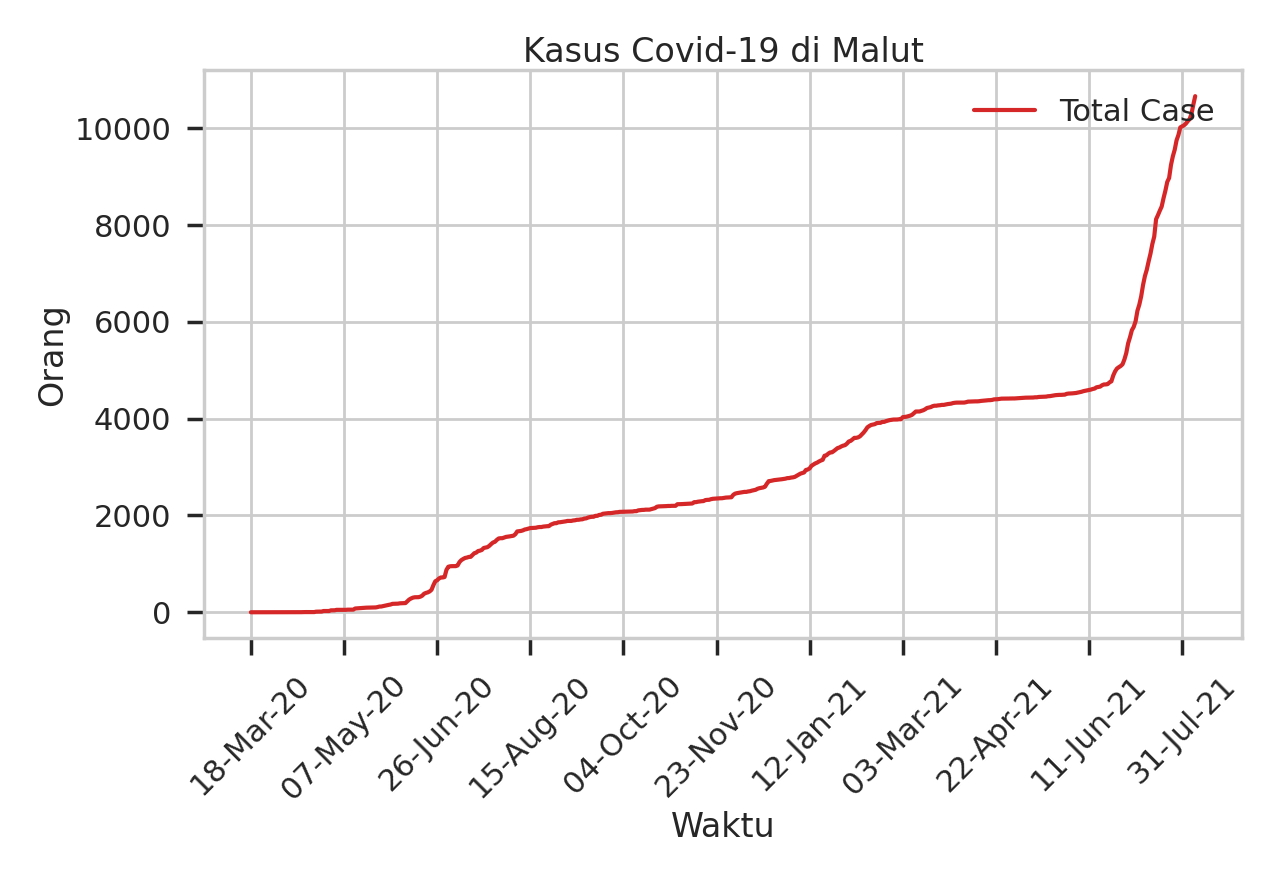 Kasus Covid-19 di Malut
Total Case
Orang
10000
8000
6000
4000
2000
0
18-Mar-20
07-May-20
26-Jun-20
15-Aug-20
04-Oct-20
23-Nov-20
12-Jan-21
03-Mar-21
22-Apr-21
11-Jun-21
31-Jul-21
Waktu